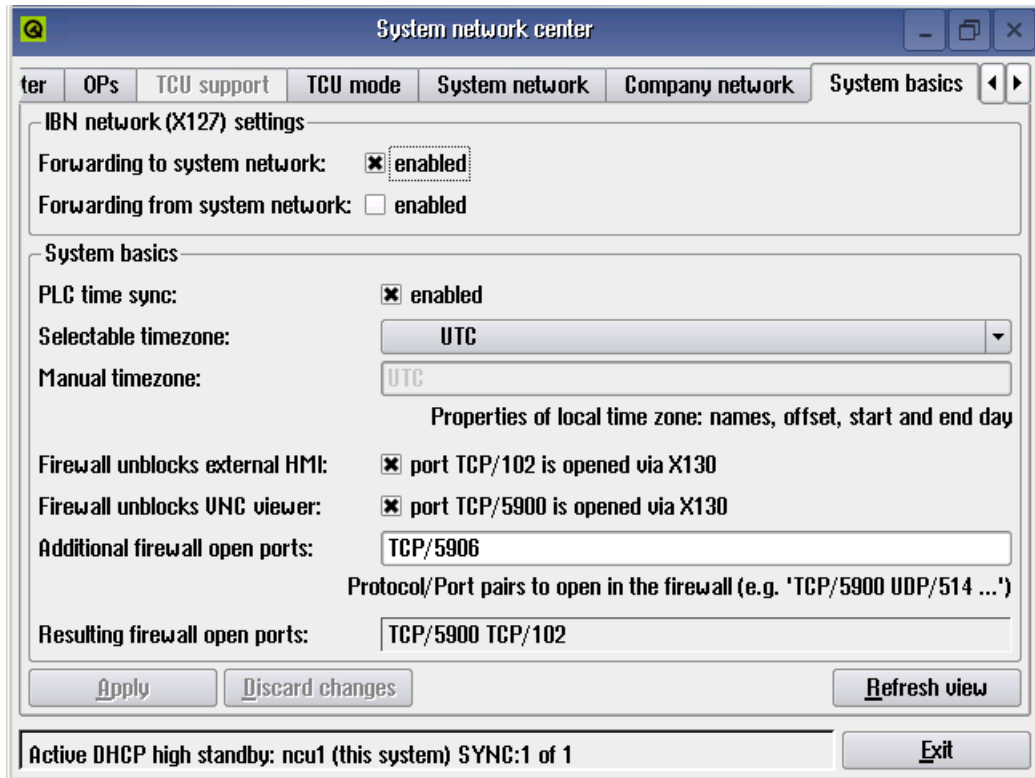 System network center
ter OPs TCU support TCU mode System network Company network System basics
IBN network (X127) settings
Forwarding to system network: enabled
Forwarding from system network: enabled
System basics
PLC time sync: enabled
Selectable timezone: UTC
Manual timezone: UTC
Properties of local time zone: names, offset, start and end day
Firewall unblocks external HMI: port TCP/102 is opened via X130
Firewall unblocks VNC viewer: port TCP/5900 is opened via X130
Additional firewall open ports: TCP/5906
Protocol/Port pairs to open in the firewall (e.g. 'TCP/5900 UDP/514 ...')
Resulting firewall open ports: TCP/5900 TCP/102
Apply Discard changes Refresh view
Active DHCP high standby: ncu1 (this system) SYNC:1 of 1 Exit